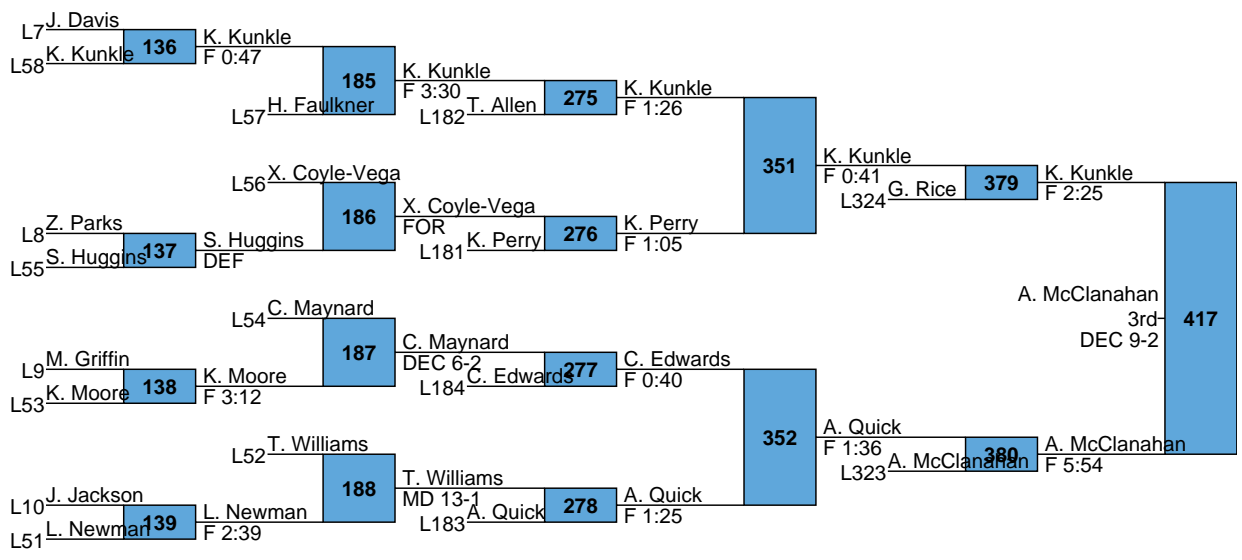 L7 J. Davis
136
K. Kunkle
F 0:47
L58 K. Kunkle
185
K. Kunkle
F 3:30
L57 H. Faulkner
275
K. Kunkle
F 1:26
L182 T. Allen
351
K. Kunkle
F 0:41
L56 X. Coyle-Vega
186
X. Coyle-Vega
FOR
L8 Z. Parks
137
S. Huggins
DEF
L55 S. Huggins
276
K. Perry
F 1:05
L181 K. Perry
379
K. Kunkle
F 2:25
L324 G. Rice
417
A. McClanahan
3rd
DEC 9-2
L54 C. Maynard
187
C. Maynard
DEC 6-2
L9 M. Griffin
138
K. Moore
F 3:12
L53 K. Moore
277
C. Edwards
F 0:40
L184 C. Edwards
352
A. Quick
F 1:36
L52 T. Williams
188
T. Williams
MD 13-1
L10 J. Jackson
139
L. Newman
F 2:39
L51 L. Newman
278
A. Quick
F 1:25
L183 A. Quick
380
A. McClanahan
F 5:54
L323 A. McClanahan